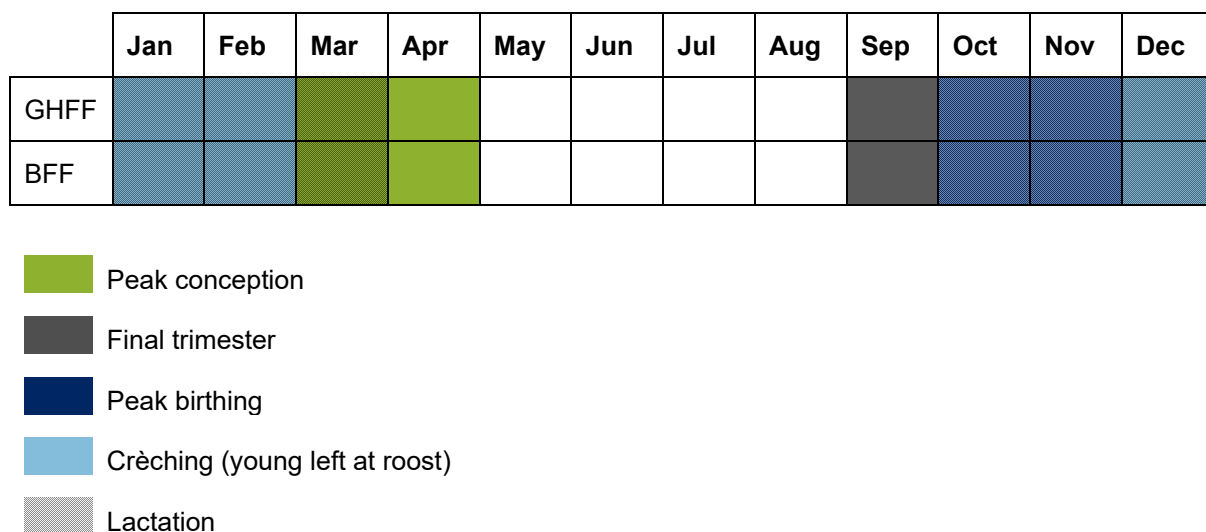 Jan Feb Mar Apr May Jun Jul Aug Sep Oct Nov Dec
GHFF
BFF
Peak conception
Final trimester
Peak birthing
Crèching (young left at roost)
Lactation